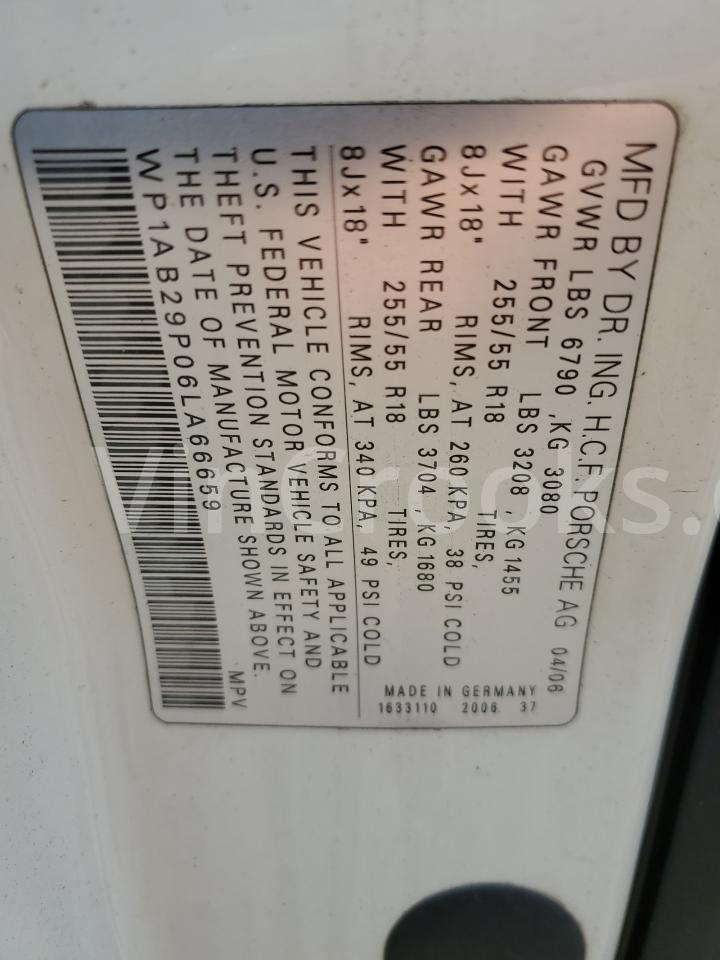 MFD BY DR. ING. H.C.F. PORSCHE AG 04/06
GVWR LBS 6790 ,KG 3080
GAWR FRONT LBS 3208 , KG1455
WITH 255/55 R18 TIRES,
8Jx18" RIMS, AT 260 KPA, 38 PSI COLD
GAWR REAR LBS 3704 , KG1680
WITH 255/55 R18 TIRES,
8Jx18" RIMS, AT 340 KPA, 49 PSI COLD
MADE IN GERMANY
1633110 2006 37
THIS VEHICLE CONFORMS TO ALL APPLICABLE
U.S. FEDERAL MOTOR VEHICLE SAFETY AND
THEFT PREVENTION STANDARDS IN EFFECT ON
THE DATE OF MANUFACTURE SHOWN ABOVE.
WP1AB29P06LA66659 MPV
VinCrooks.